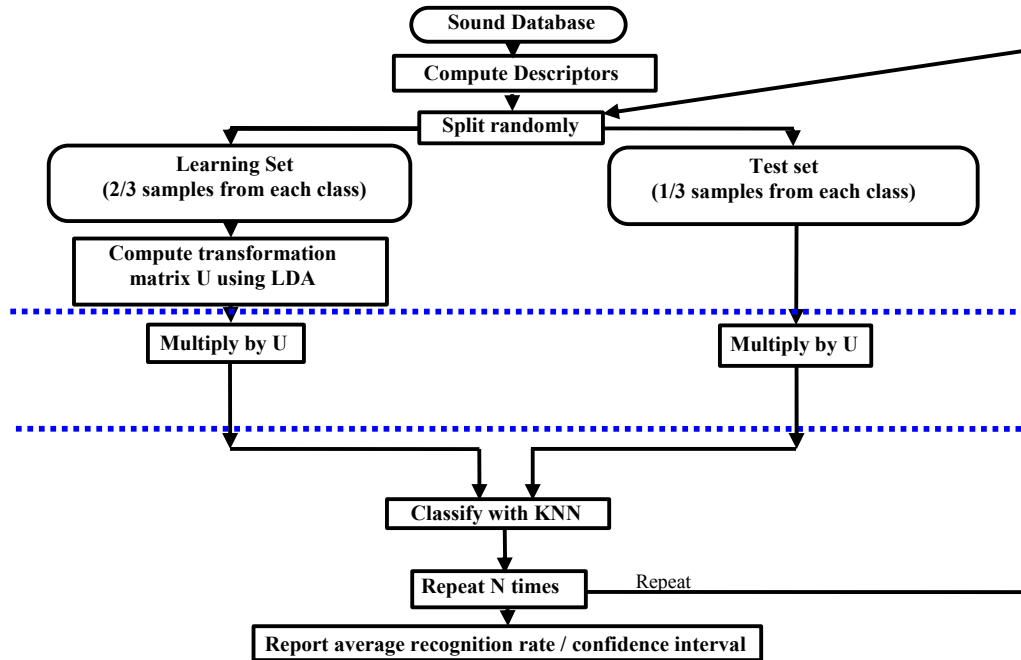 Sound Database
Compute Descriptors
Split randomly
Learning Set
(2/3 samples from each class)
Test set
(1/3 samples from each class)
Compute transformation
matrix U using LDA
Multiply by U
Multiply by U
Classify with KNN
Repeat N times
Repeat
Report average recognition rate / confidence interval